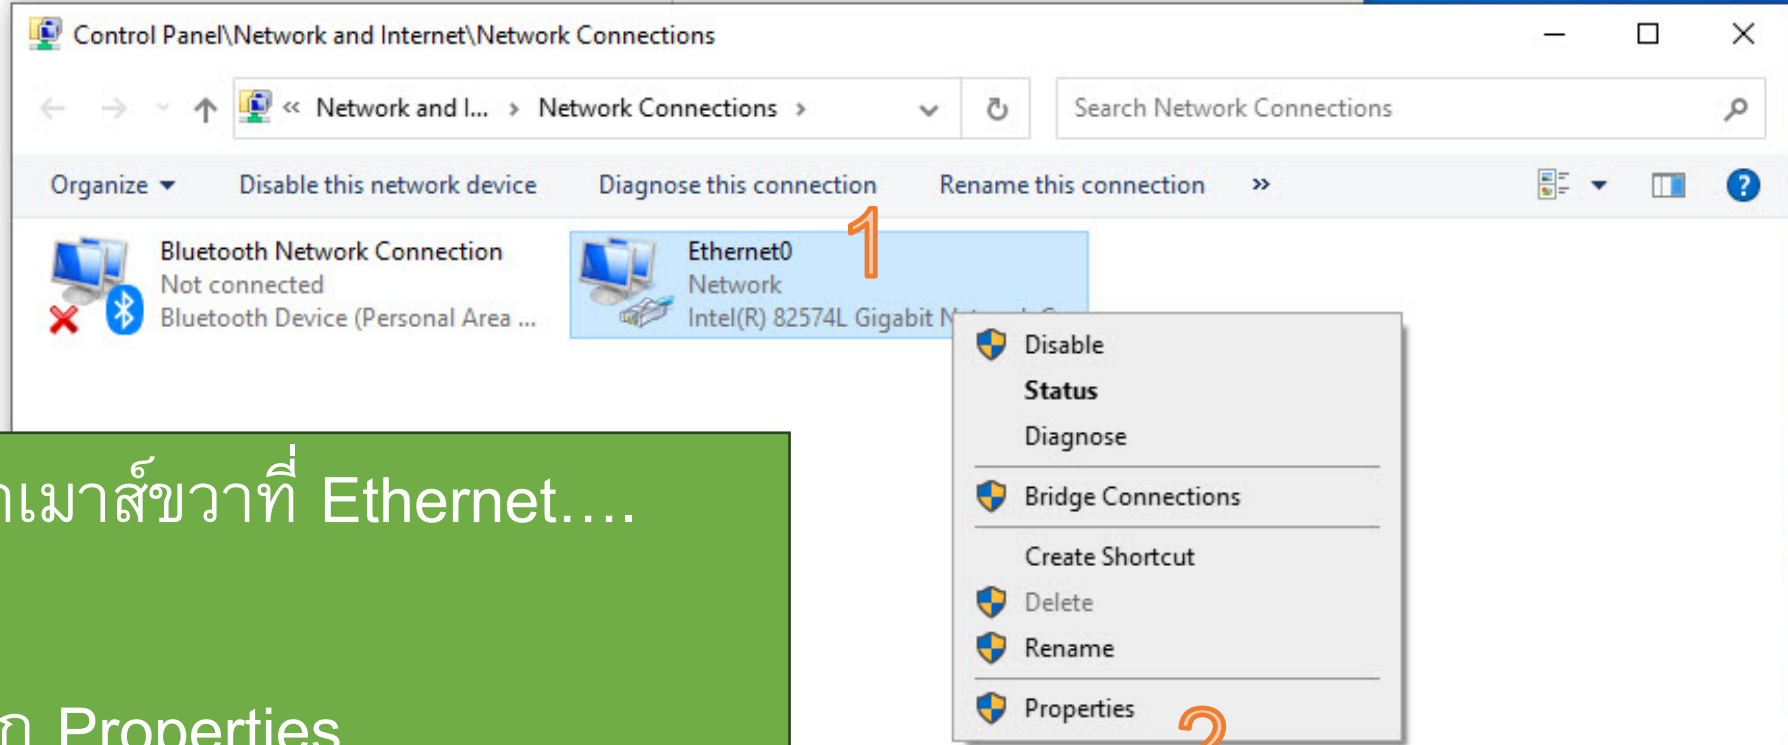 Control Panel\Network and Internet\Network Connections
« Network and I... › Network Connections ›
Search Network Connections
Organize Disable this network device Diagnose this connection Rename this connection »
1
Bluetooth Network Connection
Not connected
Bluetooth Device (Personal Area ...
Ethernet0
Network
Intel(R) 82574L Gigabit
Disable
Status
Diagnose
Bridge Connections
Create Shortcut
Delete
Rename
Properties
2
เมาส์ขวาที่ Ethernet....
Properties